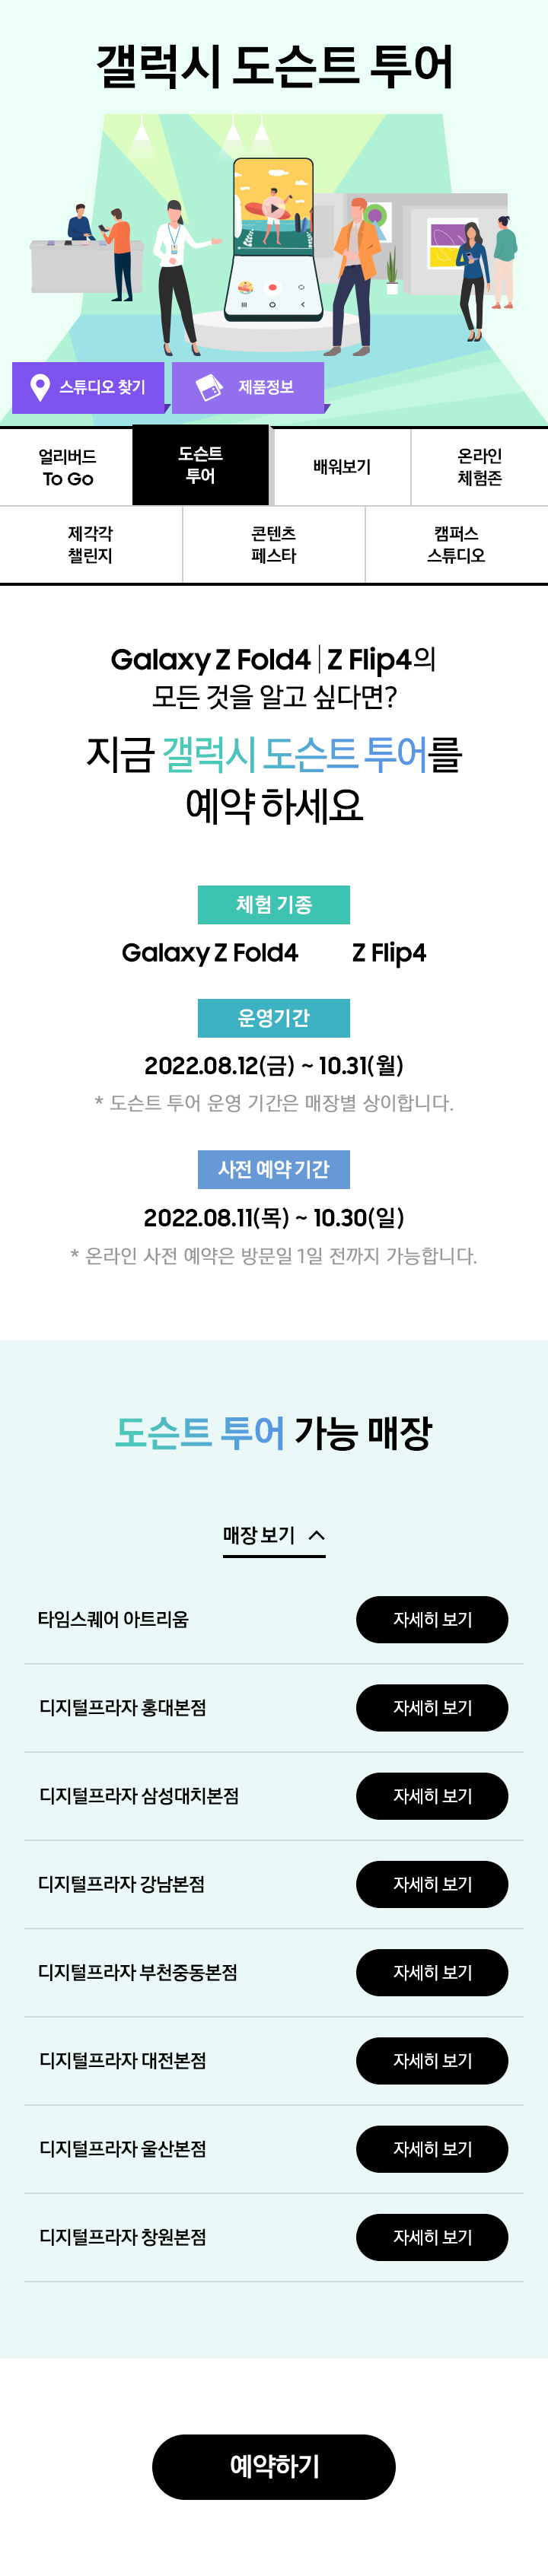 갤럭시 도슨트 투어
스튜디오 찾기
제품정보
얼리버드
To Go
도슨트
투어
배워보기
온라인
체험존
제각각
챌린지
콘텐츠
페스타
캠퍼스
스튜디오
Galaxy Z Fold4 | Z Flip4의
모든 것을 알고 싶다면?
지금 갤럭시 도슨트 투어를
예약 하세요
체험 기종
Galaxy Z Fold4 Z Flip4
운영기간
2022.08.12(금) ~ 10.31(월)
* 도슨트 투어 운영 기간은 매장별 상이합니다.
사전 예약 기간
2022.08.11(목) ~ 10.30(일)
* 온라인 사전 예약은 방문일 1일 전까지 가능합니다.
도슨트 투어 가능 매장
매장 보기
타임스퀘어 아트리움 자세히 보기
디지털프라자 홍대본점 자세히 보기
디지털프라자 삼성대치본점 자세히 보기
디지털프라자 강남본점 자세히 보기
디지털프라자 부천중동본점 자세히 보기
디지털프라자 대전본점 자세히 보기
디지털프라자 울산본점 자세히 보기
디지털프라자 창원본점 자세히 보기
예약하기